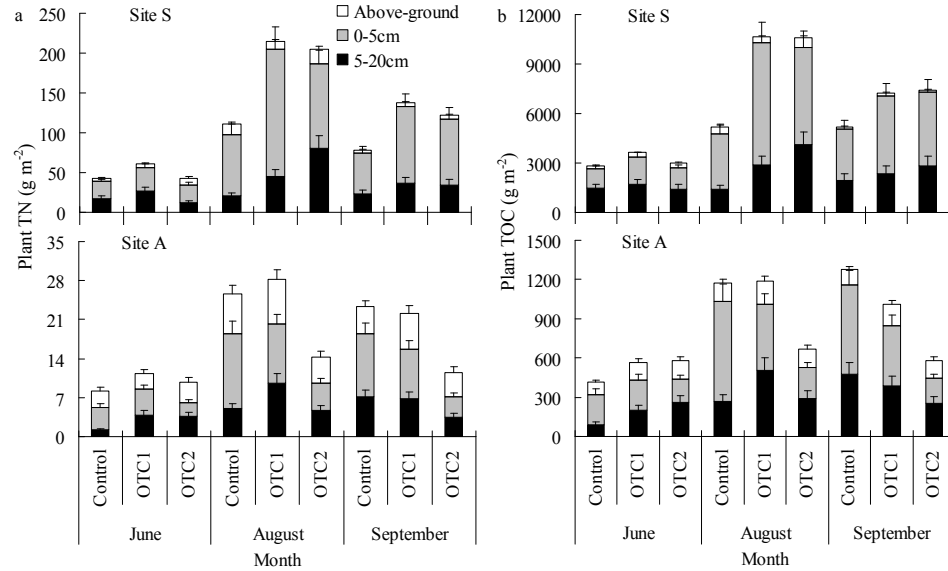 a
Site S
Above-ground
0-5cm
5-20cm
250
200
150
100
50
0
Plant TN (g m-2)
Site A
35
28
21
14
7
0
Control
OTC1
OTC2
Control
OTC1
OTC2
Control
OTC1
OTC2
June
August
September
Month
b
Site S
12000
9000
6000
3000
0
Plant TOC (g m-2)
Site A
1500
1200
900
600
300
0
Control
OTC1
OTC2
Control
OTC1
OTC2
Control
OTC1
OTC2
June
August
September
Month